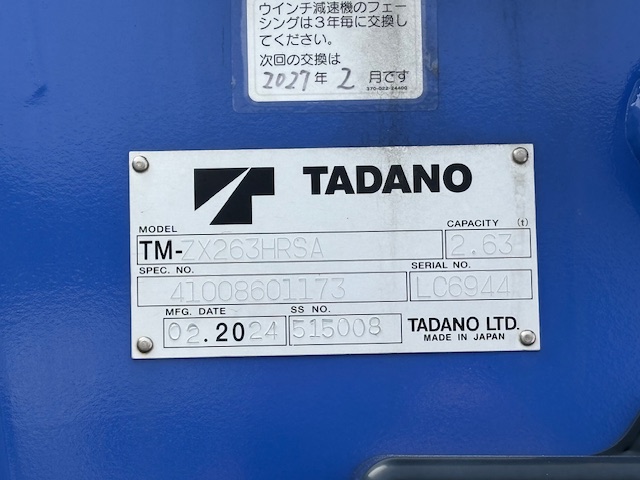 ウインチ減速機のフェー
シングは3年毎に交換し
てください。
次回の交換は
2027年 2月です
370-022-24400
TADANO
MODEL CAPACITY (t)
TM-ZX263HRSA 2.63
SPEC. NO. SERIAL NO.
41008601173 LC6944
MFG. DATE SS NO.
02.2024 515008 TADANO LTD.
MADE IN JAPAN